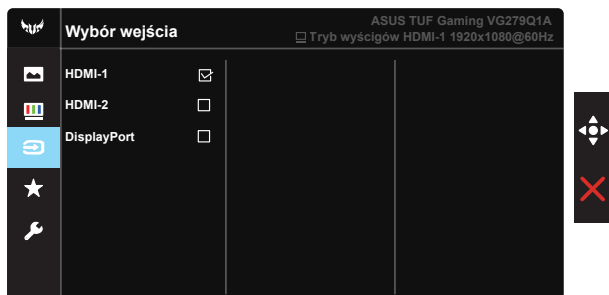 Wybór wejścia
ASUS TUF Gaming VG279Q1A
Tryb wyścigów HDMI-1 1920x1080@60Hz
HDMI-1
HDMI-2
DisplayPort